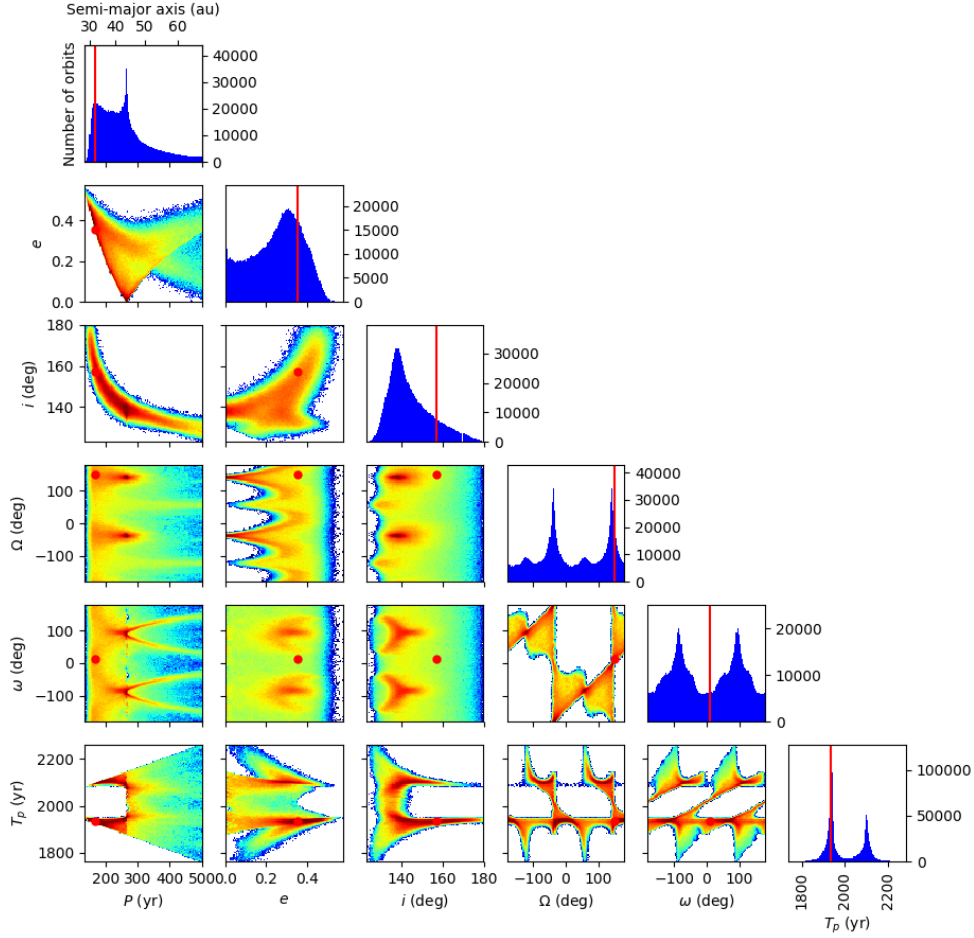 Semi-major axis (au)
30 40 50 60
Number of orbits
40000
30000
20000
10000
0
e
0.4
0.2
0.0
20000
15000
10000
5000
0
i (deg)
180
160
140
30000
20000
10000
0
Ω (deg)
100
0
−100
40000
30000
20000
10000
0
ω (deg)
100
0
−100
20000
10000
0
Tₚ (yr)
2200
2000
1800
100000
50000
0
200 300 400 500
P (yr)
0.0 0.2 0.4
e
140 160 180
i (deg)
−100 0 100
Ω (deg)
−100 0 100
ω (deg)
1800 2000 2200
Tₚ (yr)